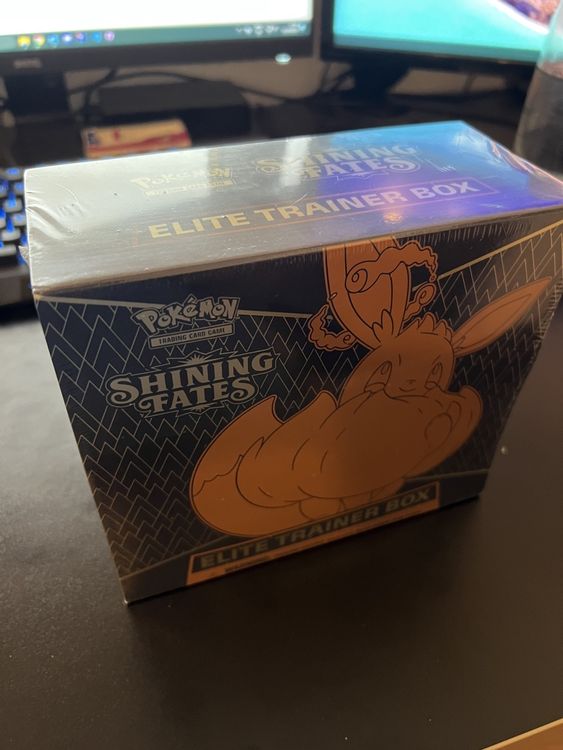 Pokémon
SHINING
FATES
ELITE TRAINER BOX
Pokémon
TRADING CARD GAME
SHINING
FATES
ELITE TRAINER BOX